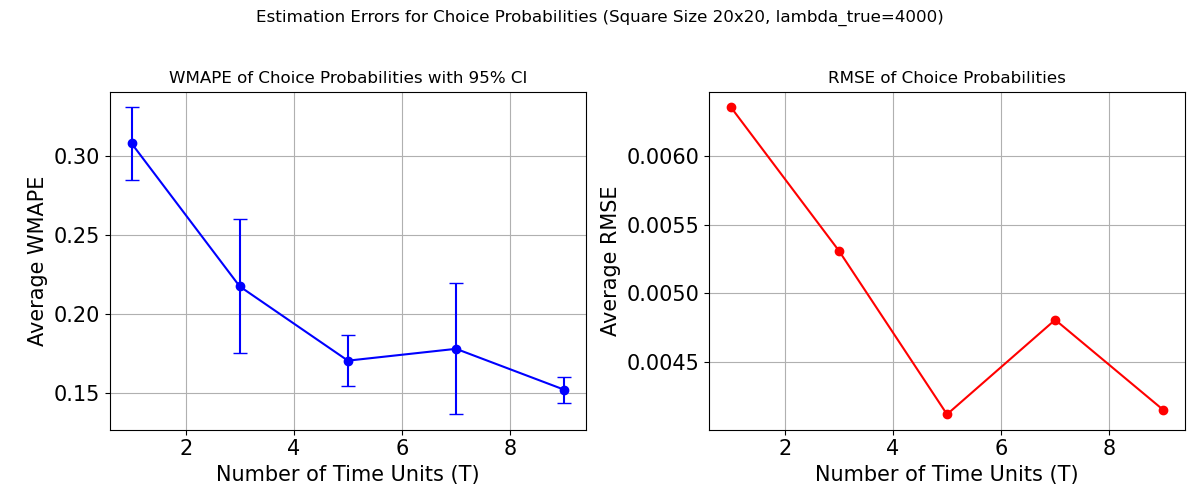 Estimation Errors for Choice Probabilities (Square Size 20x20, lambda_true=4000)
WMAPE of Choice Probabilities with 95% CI
Average WMAPE
0.30
0.25
0.20
0.15
2 4 6 8
Number of Time Units (T)
RMSE of Choice Probabilities
Average RMSE
0.0060
0.0055
0.0050
0.0045
2 4 6 8
Number of Time Units (T)